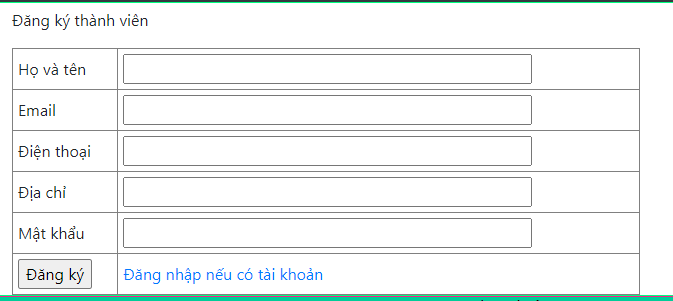 Đăng ký thành viên
Họ và tên
Email
Điện thoại
Địa chỉ
Mật khẩu
Đăng ký Đăng nhập nếu có tài khoản